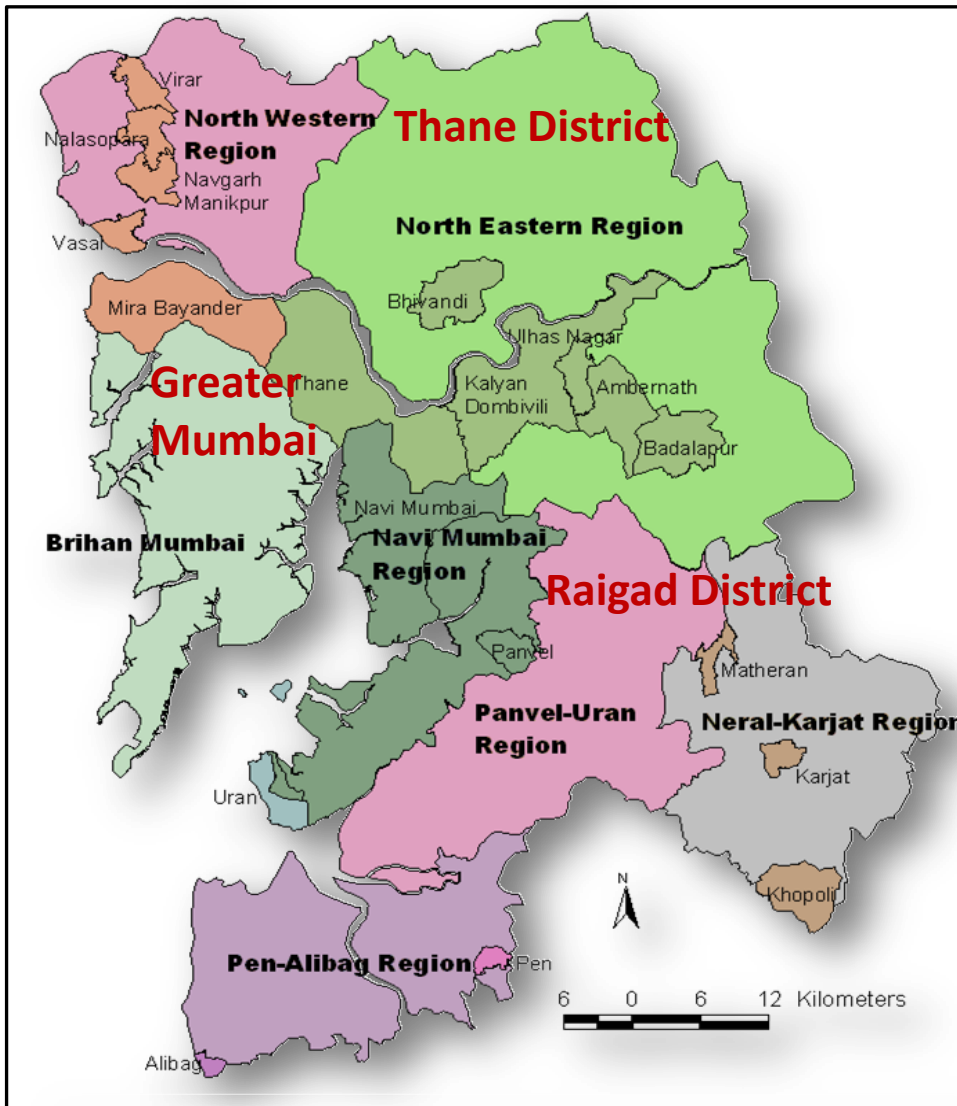 Virar
North Western
Region
Nalasopara
Navgarh
Manikpur
Vasai
Thane District
North Eastern Region
Bhivandi
Mira Bayander
Ulhas Nagar
Greater
Mumbai
Thane
Kalyan
Dombivili
Ambernath
Badalapur
Navi Mumbai
Brihan Mumbai
Navi Mumbai
Region
Raigad District
Panvel
Matheran
Panvel-Uran
Region
Neral-Karjat Region
Karjat
Uran
Khopoli
N
Pen-Alibag Region
Pen
6 0 6 12 Kilometers
Alibag